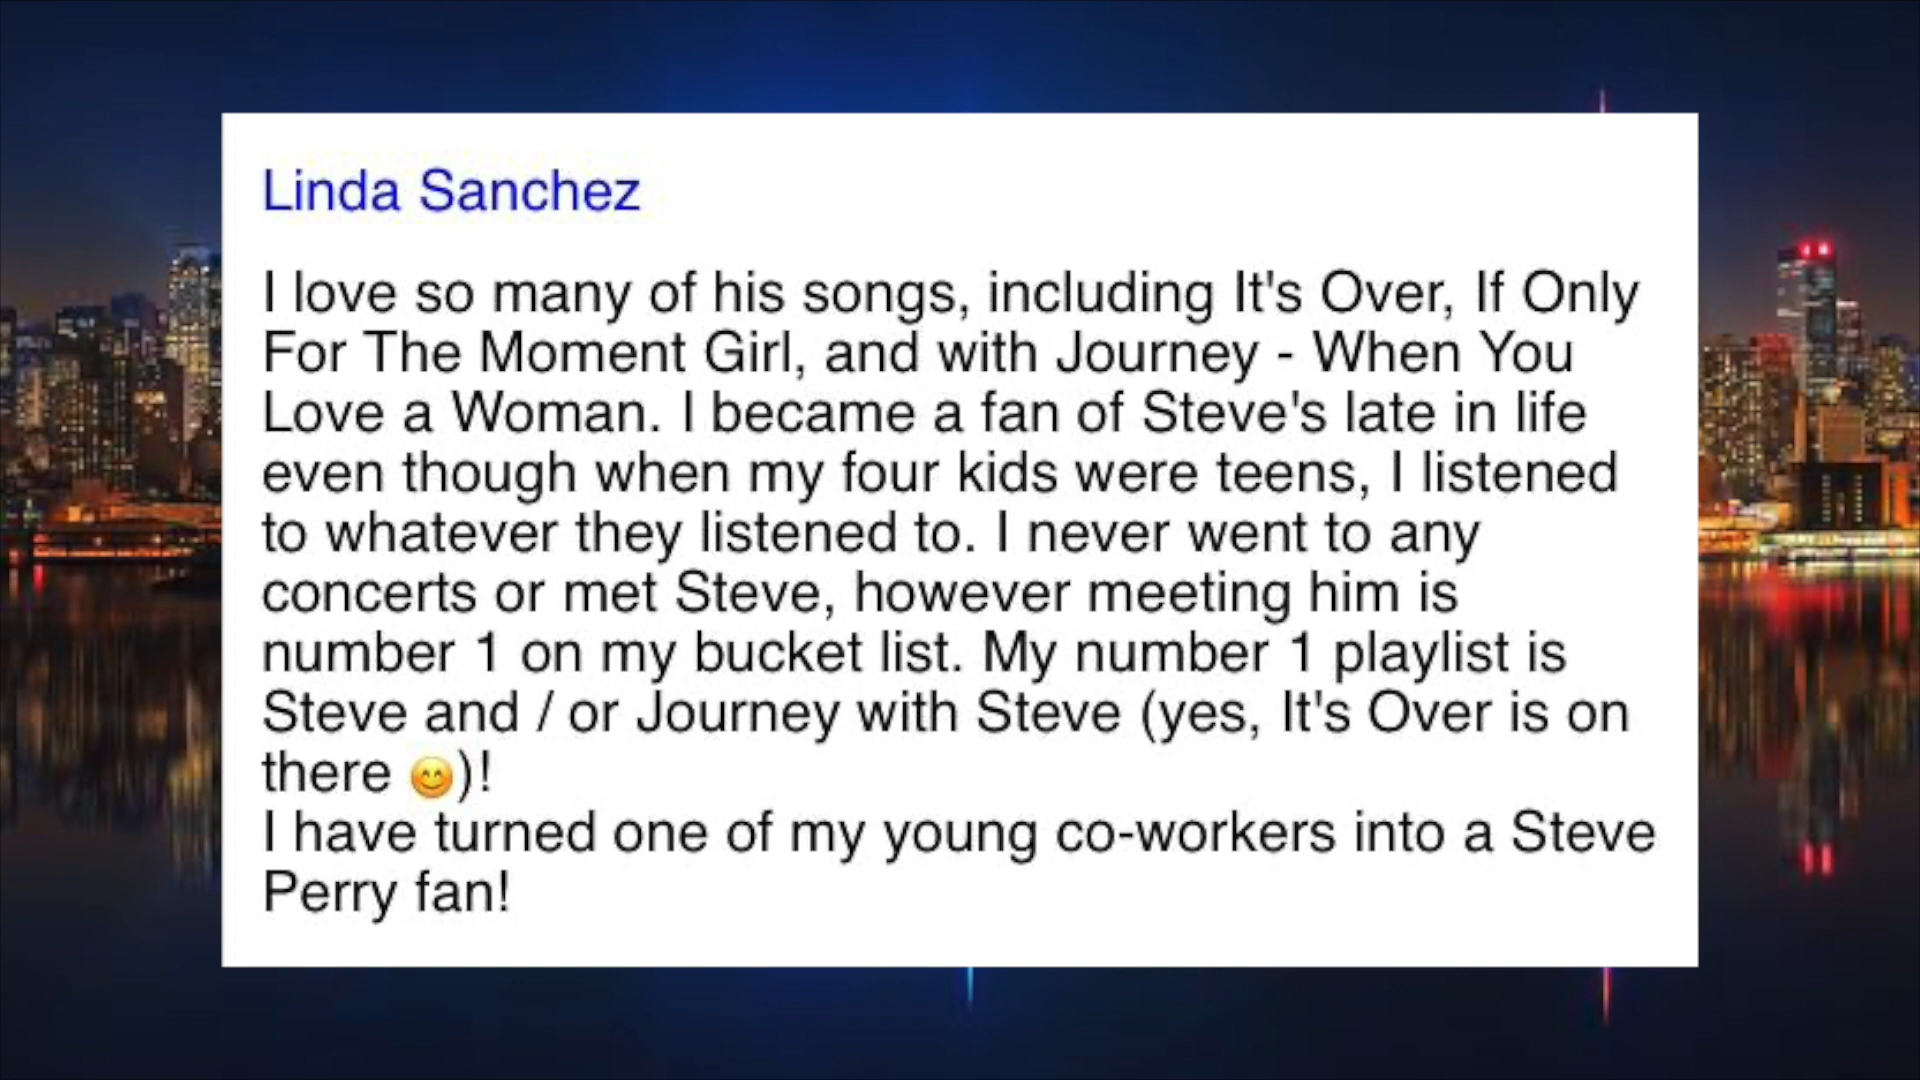 Linda Sanchez
I love so many of his songs, including It's Over, If Only
For The Moment Girl, and with Journey - When You
Love a Woman. I became a fan of Steve's late in life
even though when my four kids were teens, I listened
to whatever they listened to. I never went to any
concerts or met Steve, however meeting him is
number 1 on my bucket list. My number 1 playlist is
Steve and / or Journey with Steve (yes, It's Over is on
there 😊)!
I have turned one of my young co-workers into a Steve
Perry fan!